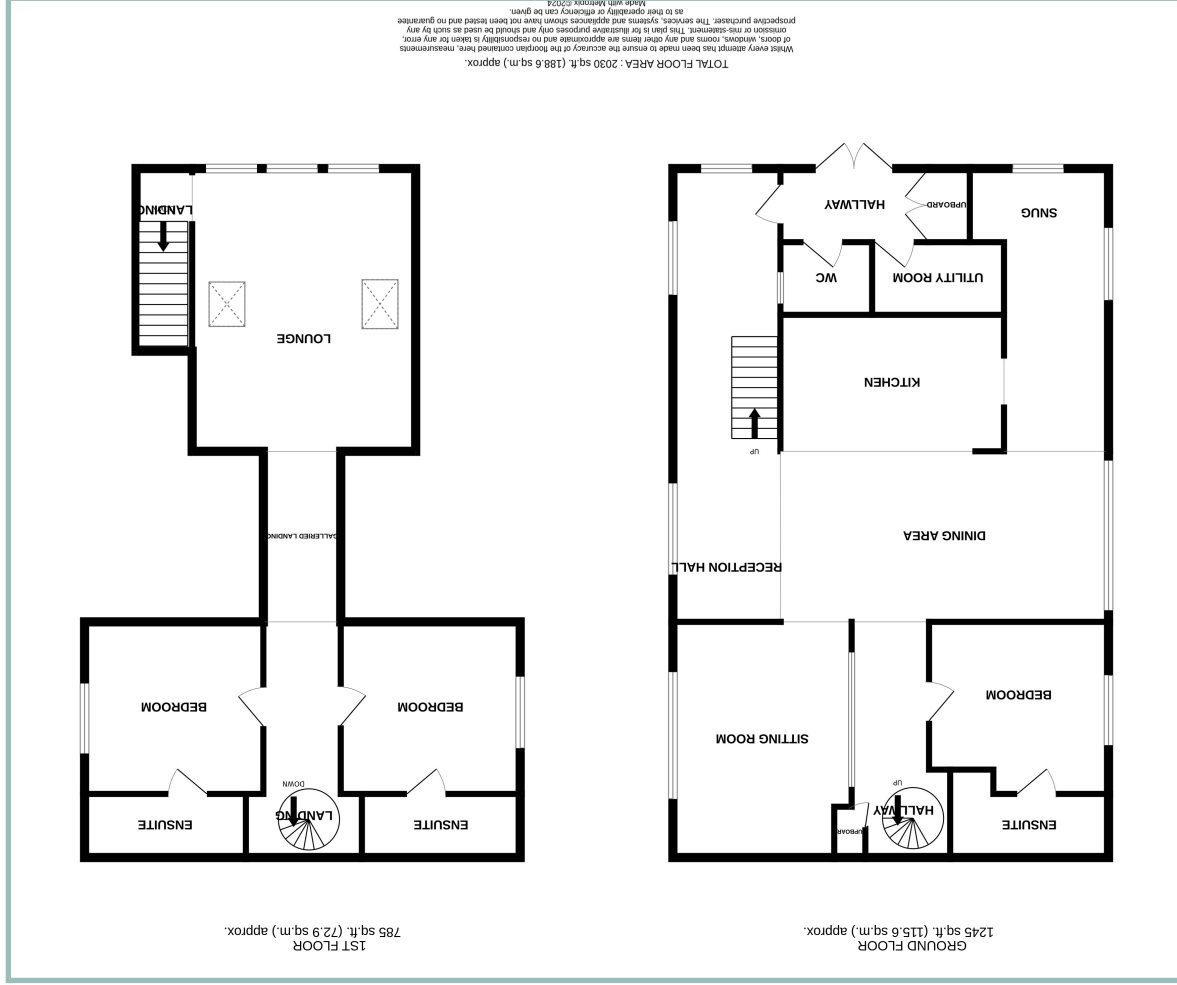 GROUND FLOOR
1245 sq.ft. (115.6 sq.m.) approx.
ENSUITE
HALLWAY
UP
UPBOAR
BEDROOM
SITTING ROOM
DINING AREA
RECEPTION HALL
UP
KITCHEN
UTILITY ROOM
WC
SNUG
UPBOARD
HALLWAY
1ST FLOOR
785 sq.ft. (72.9 sq.m.) approx.
ENSUITE
LANDING
DOWN
ENSUITE
BEDROOM
BEDROOM
GALLERIED LANDING
LOUNGE
LANDING
TOTAL FLOOR AREA : 2030 sq.ft. (188.6 sq.m.) approx.
Whilst every attempt has been made to ensure the accuracy of the floorplan contained here, measurements
of doors, windows, rooms and any other items are approximate and no responsibility is taken for any error,
omission or mis-statement. This plan is for illustrative purposes only and should be used as such by any
prospective purchaser. The services, systems and appliances shown have not been tested and no guarantee
as to their operability or efficiency can be given.
Made with Metropix ©2024